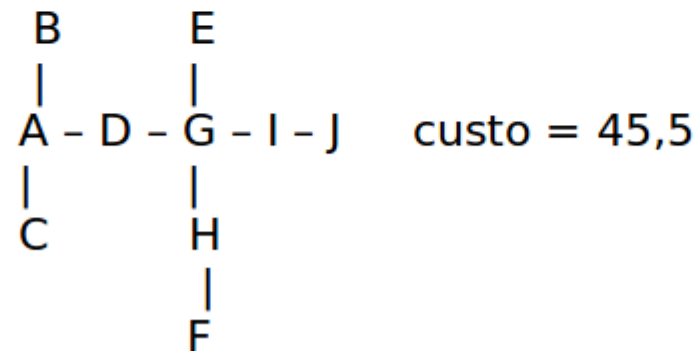 B E
| |
A – D – G – I – J custo = 45,5
| |
C H
|
F